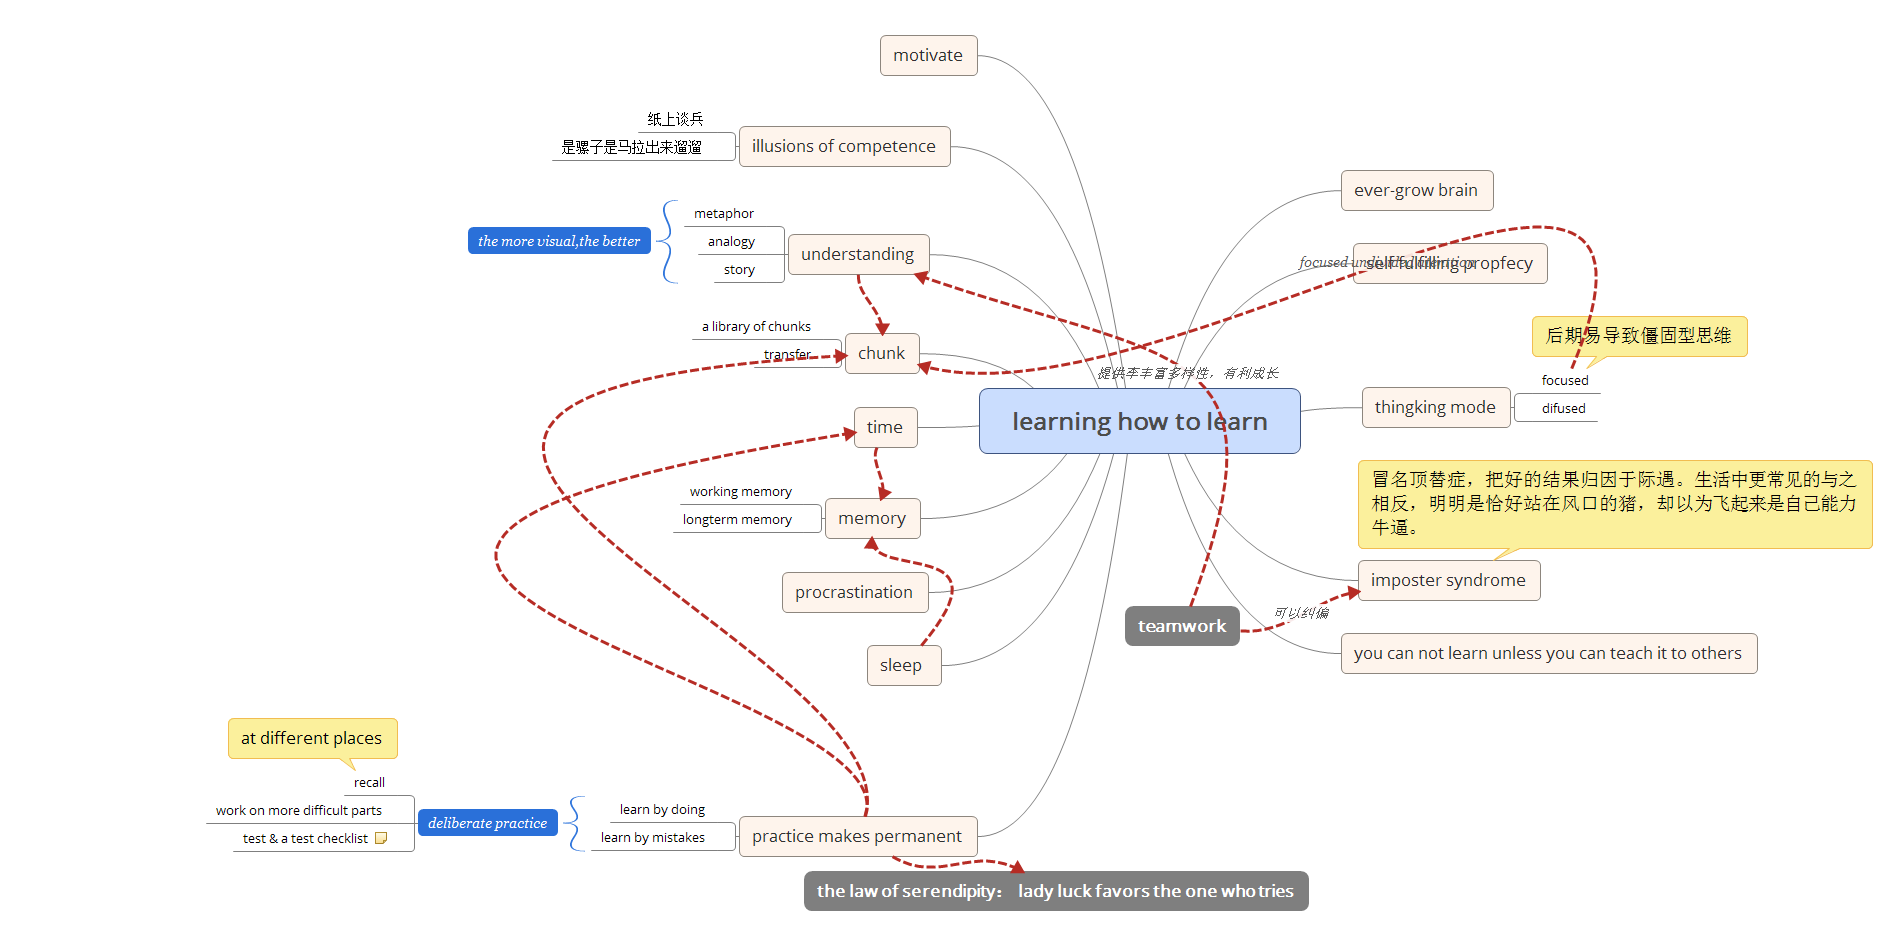 motivate
纸上谈兵
是骡子是马拉出来遛遛
illusions of competence
the more visual,the better
metaphor
analogy
story
understanding
a library of chunks
transfer
chunk
time
working memory
longterm memory
memory
procrastination
sleep
at different places
recall
work on more difficult parts
test & a test checklist
deliberate practice
learn by doing
learn by mistakes
practice makes permanent
the law of serendipity： lady luck favors the one who tries
learning how to learn
提供牵丰富多样性，有利成长
ever-grow brain
focused undivided attention
self fulfilling propfecy
后期易导致僵固型思维
focused
difused
thingking mode
冒名顶替症，把好的结果归因于际遇。生活中更常见的与之
相反，明明是恰好站在风口的猪，却以为飞起来是自己能力
牛逼。
imposter syndrome
teamwork
可以纠偏
you can not learn unless you can teach it to others